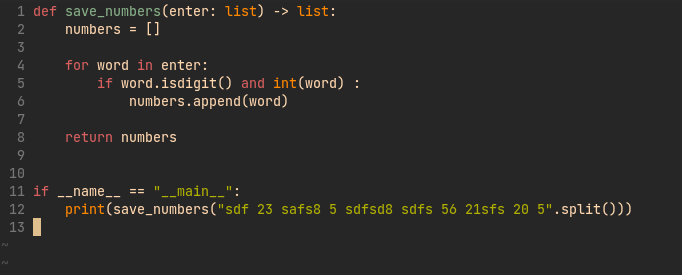 1 def save_numbers(enter: list) -> list:
2     numbers = []
3
4     for word in enter:
5         if word.isdigit() and int(word) :
6             numbers.append(word)
7
8     return numbers
9
10
11 if __name__ == "__main__":
12     print(save_numbers("sdf 23 safs8 5 sdfsd8 sdfs 56 21sfs 20 5".split()))
13
~
~